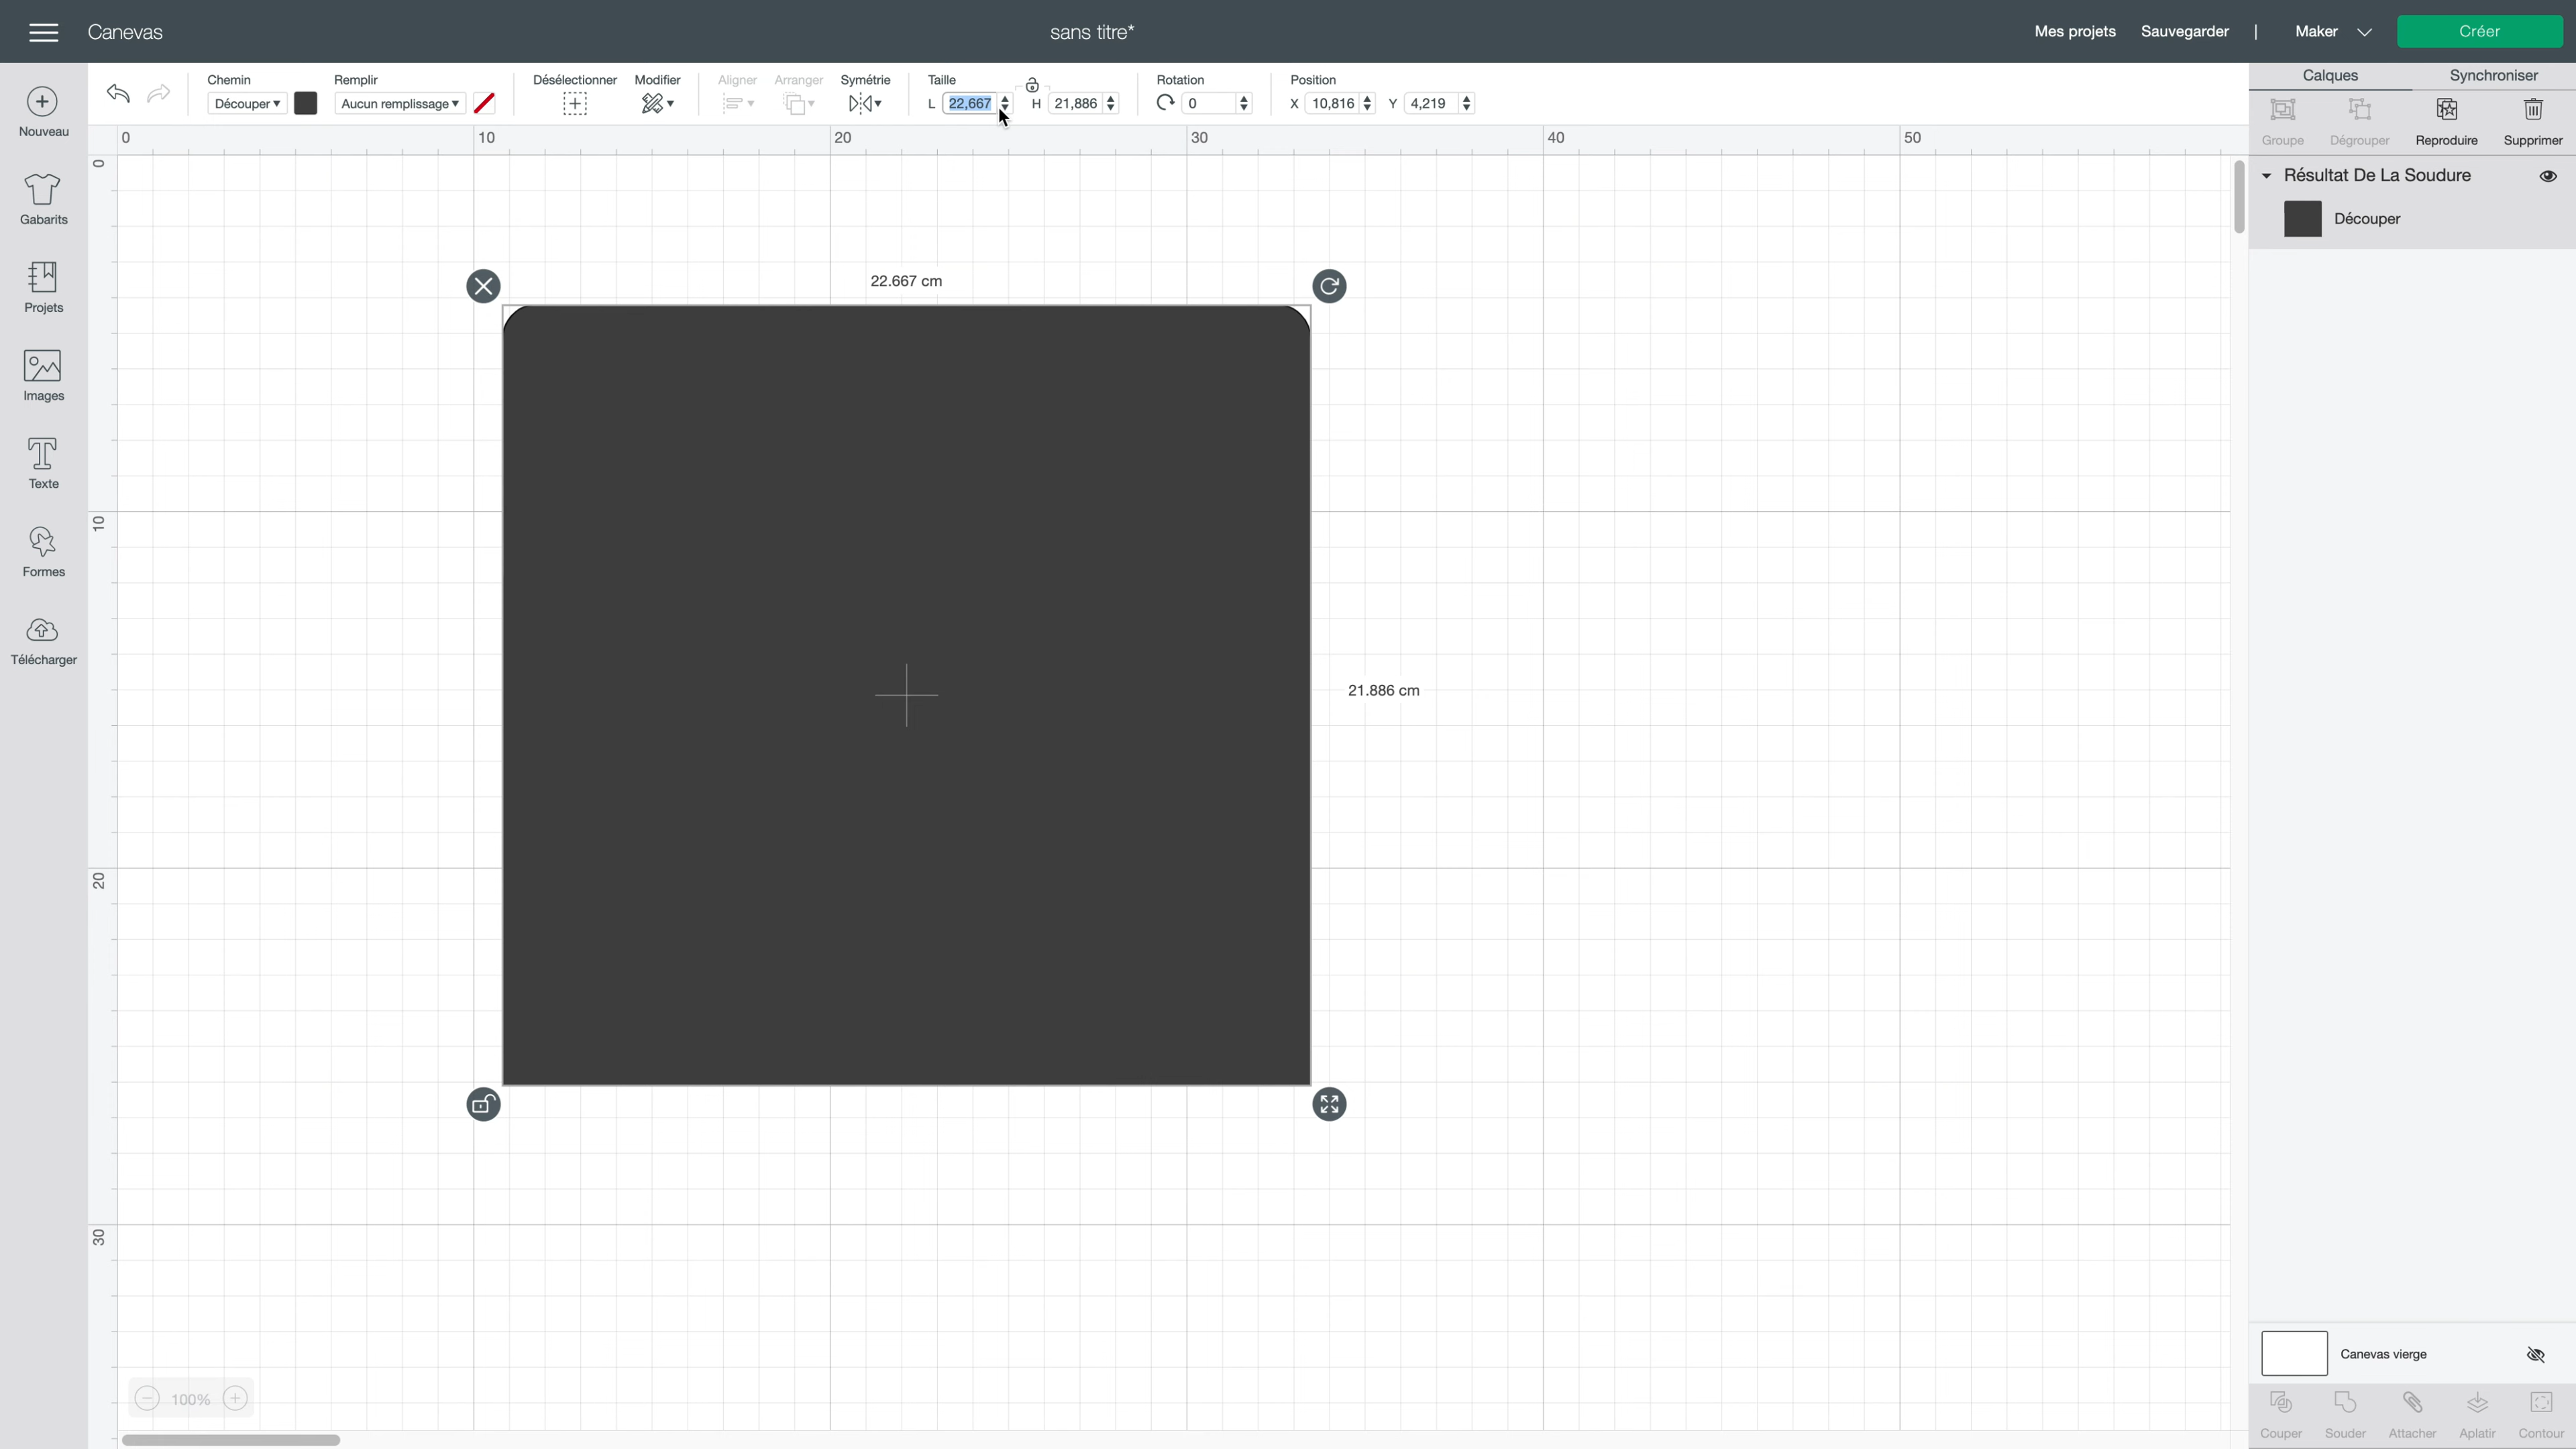 Canevas
sans titre*
Mes projets
Sauvegarder
|
Maker
Créer
Nouveau
Gabarits
Projets
Images
Texte
Formes
Télécharger
Chemin
Découper
Remplir
Aucun remplissage
Désélectionner
Modifier
Aligner
Arranger
Symétrie
Taille
L 22,667
H 21,886
Rotation
0
Position
X 10,816
Y 4,219
0
10
20
30
40
50
0
10
20
30
22.667 cm
21.886 cm
100%
Calques
Synchroniser
Groupe
Dégrouper
Reproduire
Supprimer
Résultat De La Soudure
Découper
Canevas vierge
Couper
Souder
Attacher
Aplatir
Contour